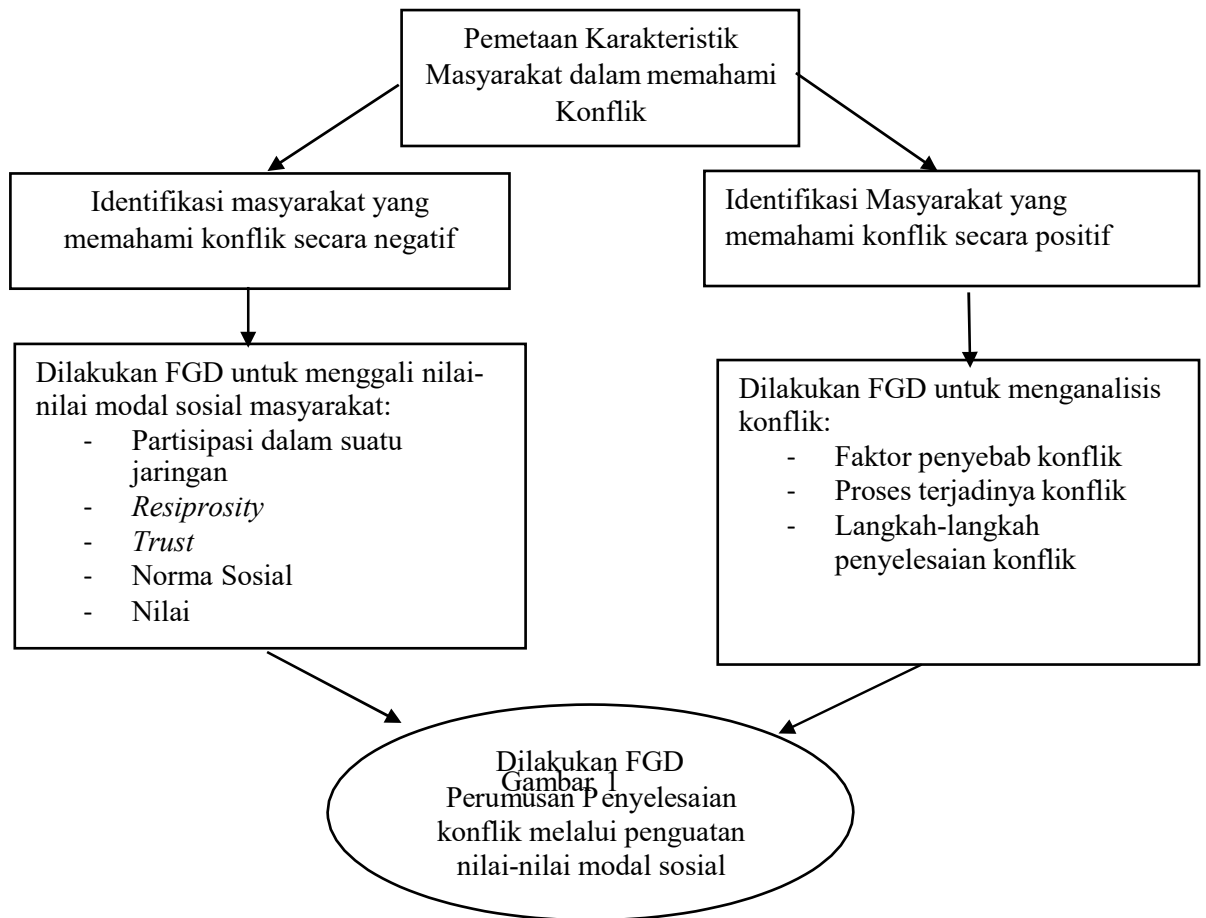 Pemetaan Karakteristik
Masyarakat dalam memahami
Konflik
Identifikasi masyarakat yang
memahami konflik secara negatif
Identifikasi Masyarakat yang
memahami konflik secara positif
Dilakukan FGD untuk menggali nilai-
nilai modal sosial masyarakat:
- Partisipasi dalam suatu
jaringan
- Resiprosity
- Trust
- Norma Sosial
- Nilai
Dilakukan FGD untuk menganalisis
konflik:
- Faktor penyebab konflik
- Proses terjadinya konflik
- Langkah-langkah
penyelesaian konflik
Dilakukan FGD
Gambar 1
Perumusan Penyelesaian
konflik melalui penguatan
nilai-nilai modal sosial